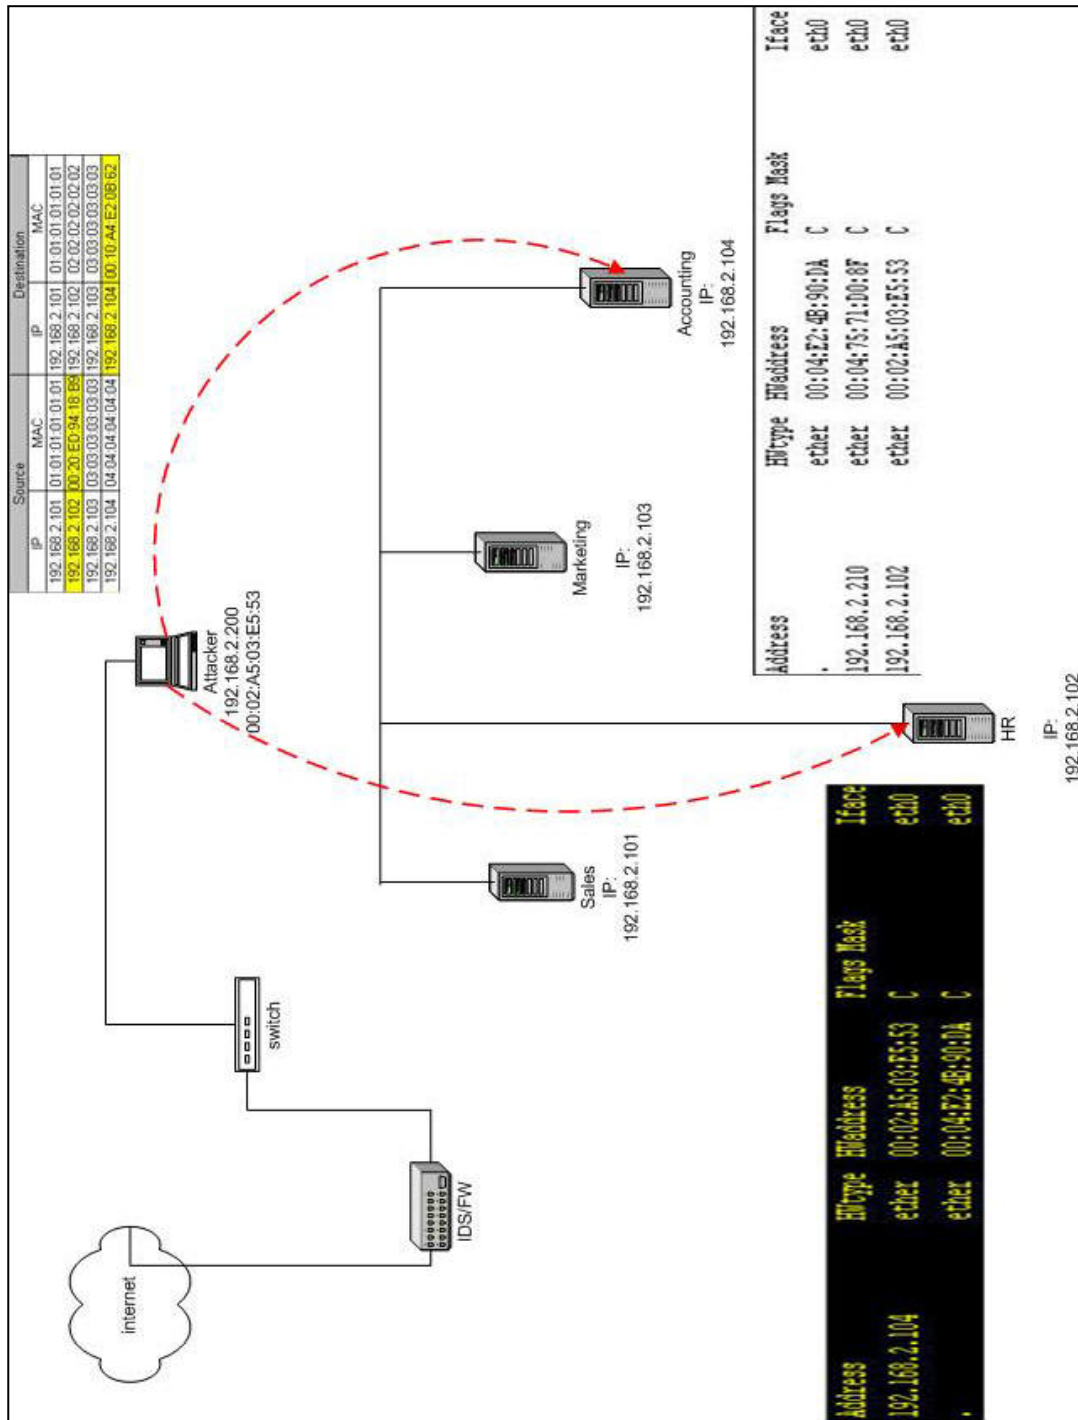 Source Destination
IP MAC IP MAC
192.168.2.101 01:01:01:01:01:01 192.168.2.101 01:01:01:01:01:01
192.168.2.102 00:20:ED:94:18:B9 192.168.2.102 02:02:02:02:02:02
192.168.2.103 03:03:03:03:03:03 192.168.2.103 03:03:03:03:03:03
192.168.2.104 04:04:04:04:04:04 192.168.2.104 00:10:A4:E2:0B:62
internet
IDS/FW
switch
Attacker
192.168.2.200
00:02:A5:03:E5:53
Sales
IP:
192.168.2.101
Marketing
IP:
192.168.2.103
Accounting
IP:
192.168.2.104
HR
IP:
192.168.2.102
Address HWtype HWaddress Flags Mask Iface
. ether 00:04:E2:4B:90:DA C eth0
192.168.2.210 ether 00:04:75:71:D0:8F C eth0
192.168.2.102 ether 00:02:A5:03:E5:53 C eth0
Address HWtype HWaddress Flags Mask Iface
192.168.2.104 ether 00:02:A5:03:E5:53 C eth0
. ether 00:04:E2:4B:90:DA C eth0